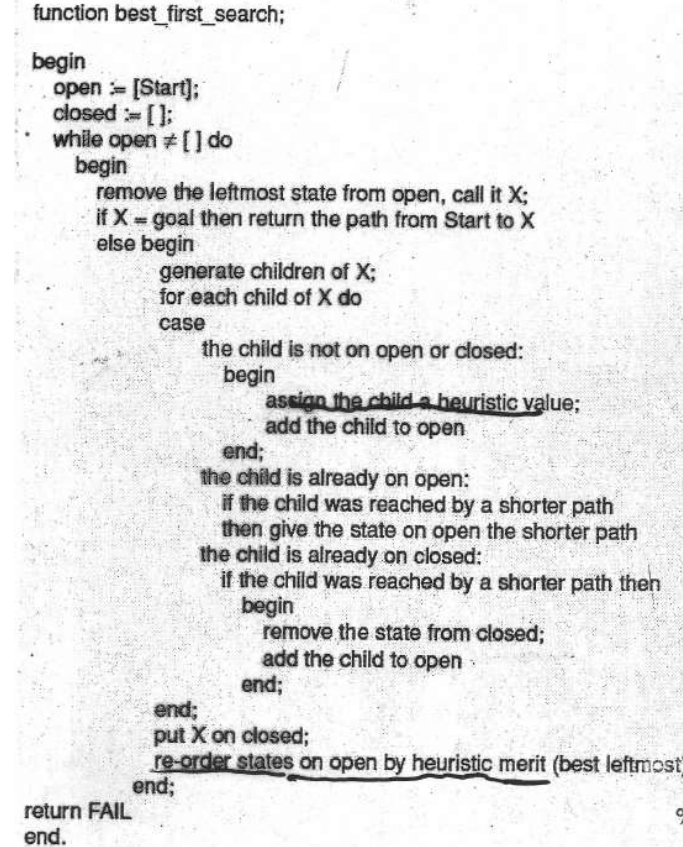 function best_first_search;
begin
open := [Start];
closed := [ ];
while open ≠ [ ] do
begin
remove the leftmost state from open, call it X;
if X = goal then return the path from Start to X
else begin
generate children of X;
for each child of X do
case
the child is not on open or closed:
begin
assign the child a heuristic value;
add the child to open
end;
the child is already on open:
if the child was reached by a shorter path
then give the state on open the shorter path
the child is already on closed:
if the child was reached by a shorter path then
begin
remove the state from closed;
add the child to open
end;
end;
put X on closed;
re-order states on open by heuristic merit (best leftmost)
end;
return FAIL
end.